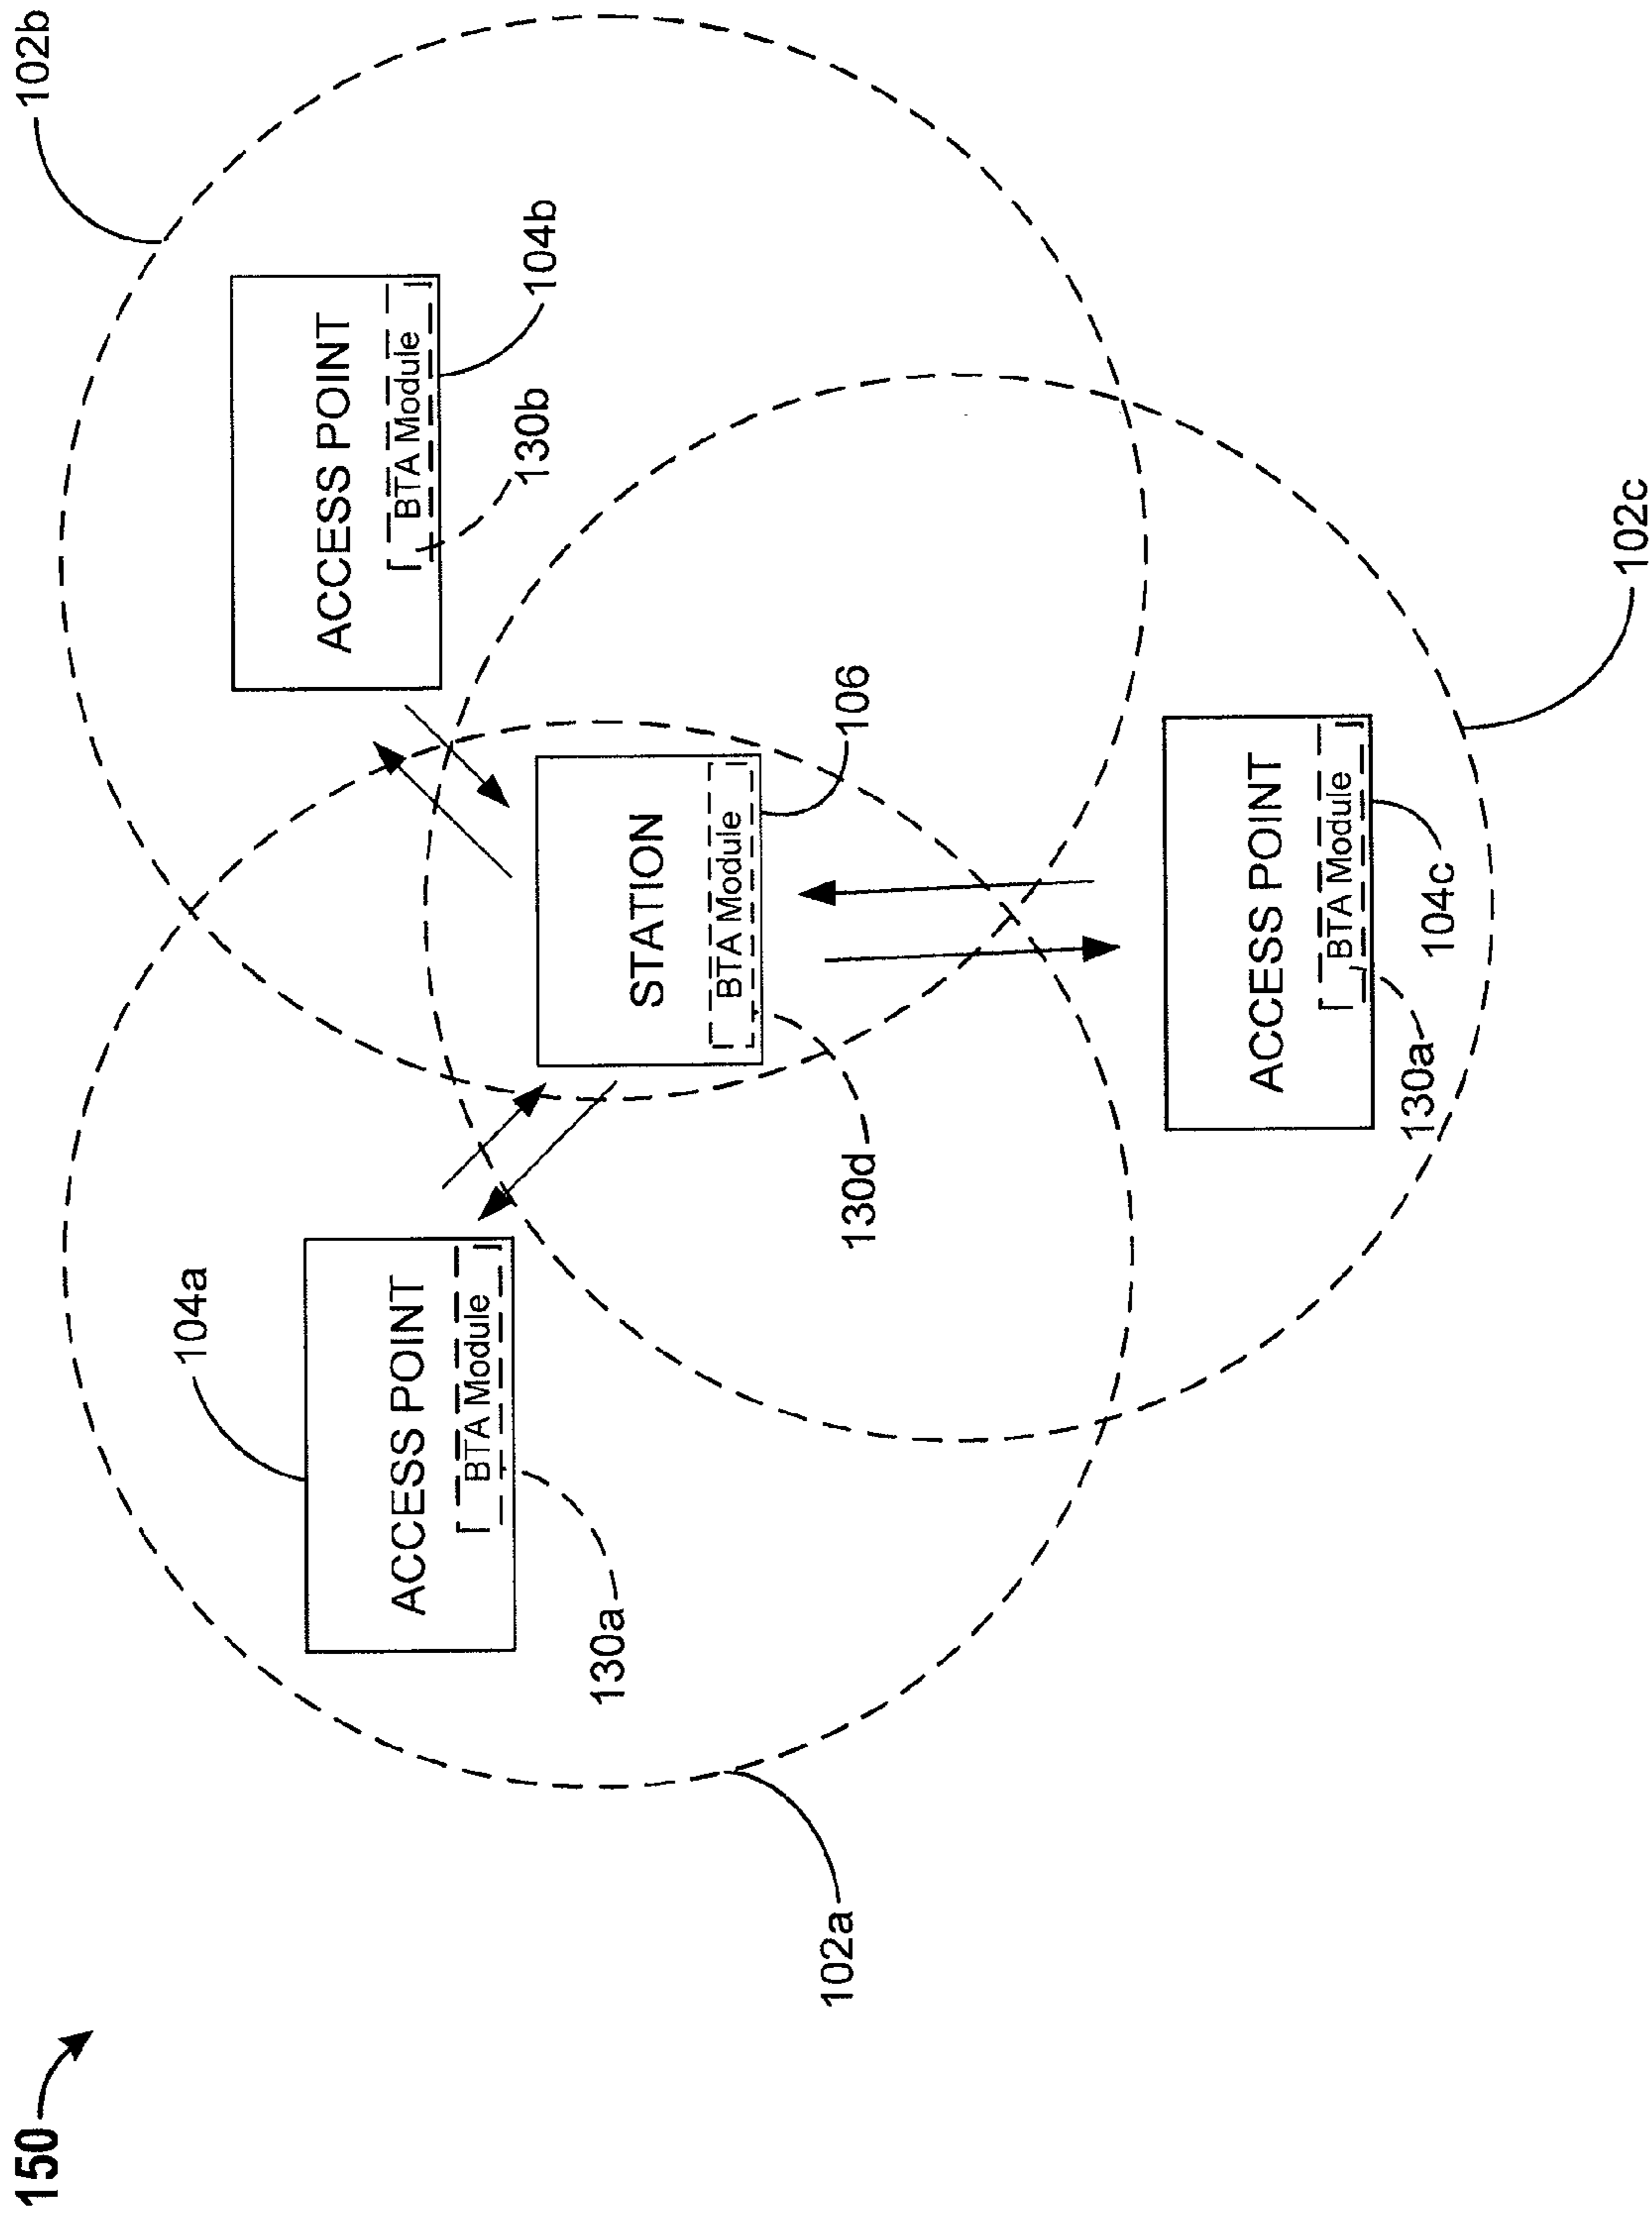 150
102a
102b
102c
104a
ACCESS POINT
BTA Module
130a
ACCESS POINT
BTA Module
104b
130b
STATION
BTA Module
106
130d
ACCESS POINT
BTA Module
104c
130a